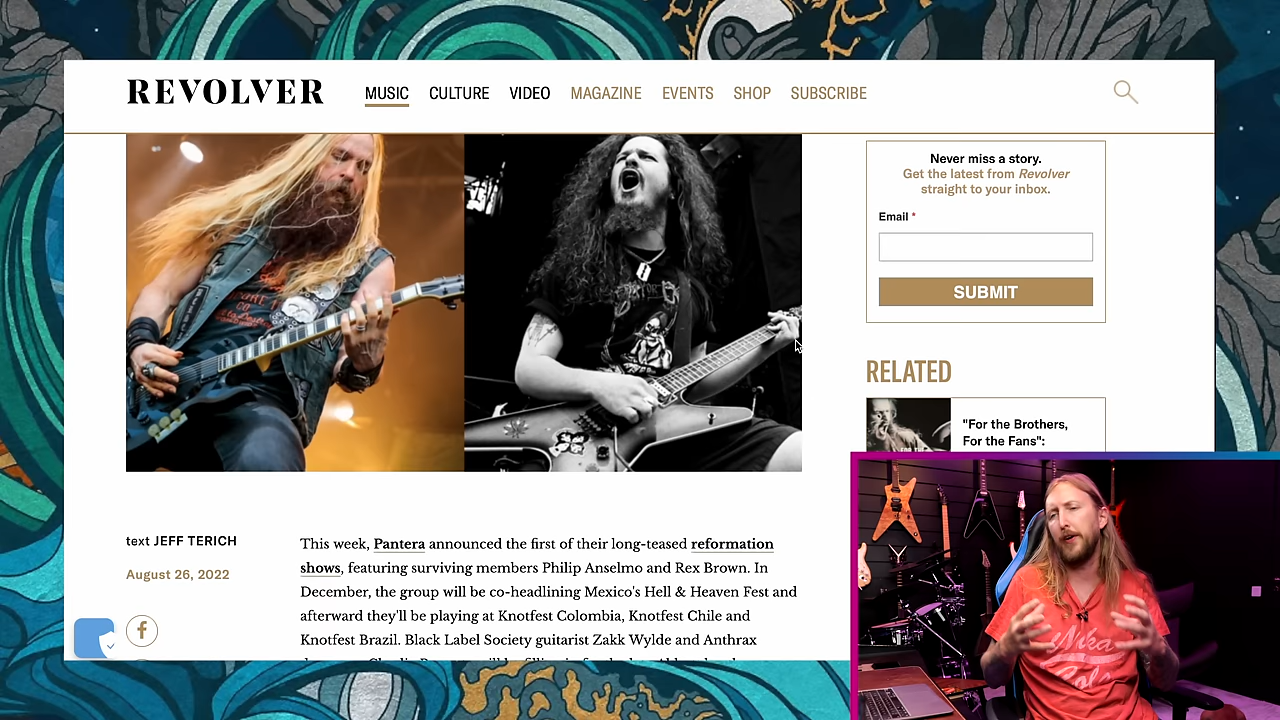 REVOLVER
MUSIC CULTURE VIDEO MAGAZINE EVENTS SHOP SUBSCRIBE
Never miss a story.
Get the latest from Revolver
straight to your inbox.
Email *
SUBMIT
RELATED
"For the Brothers,
For the Fans":
text JEFF TERICH
August 26, 2022
This week, Pantera announced the first of their long-teased reformation
shows, featuring surviving members Philip Anselmo and Rex Brown. In
December, the group will be co-headlining Mexico's Hell & Heaven Fest and
afterward they'll be playing at Knotfest Colombia, Knotfest Chile and
Knotfest Brazil. Black Label Society guitarist Zakk Wylde and Anthrax
Nika